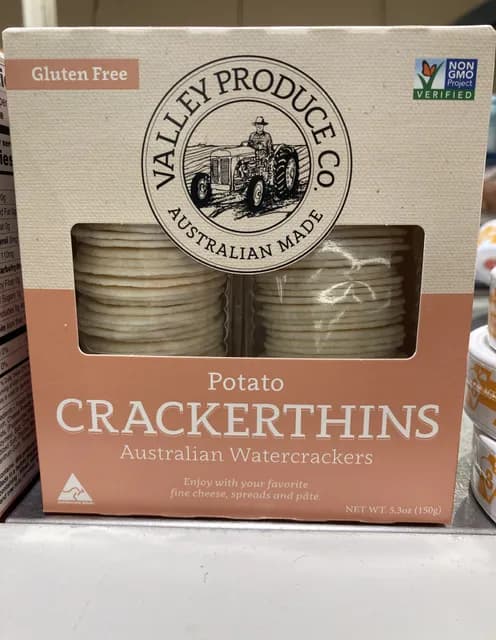 Gluten Free
VALLEY PRODUCE CO.
AUSTRALIAN MADE
NON
GMO
Project
VERIFIED
Potato
CRACKERTHINS
Australian Watercrackers
Enjoy with your favorite
fine cheese, spreads and pâté.
NET WT. 5.3oz (150g)